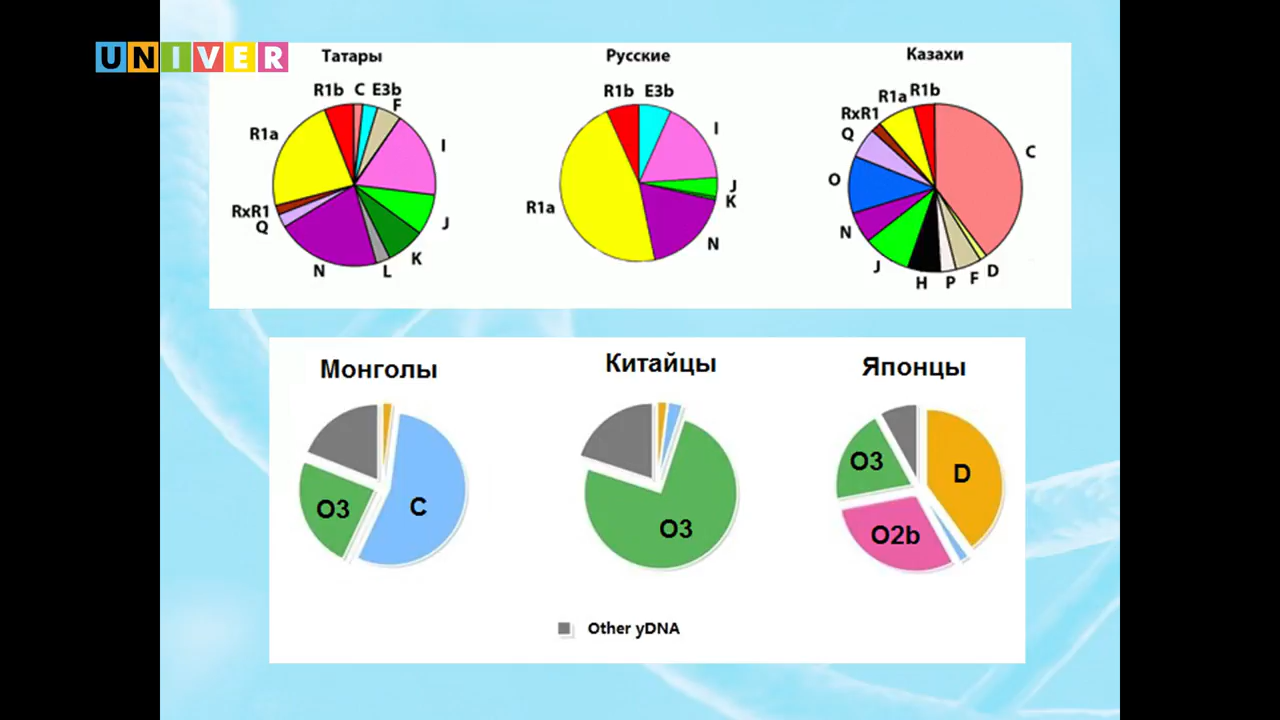 UNIVER
Татары
Русские
Казахи
R1b C E3b
F
R1a
I
J
K
L
N
Q
RxR1
R1b E3b
I
J
K
N
R1a
R1a R1b
RxR1
Q
C
O
N
J
H P F D
Монголы
Китайцы
Японцы
O3
C
O3
O3
D
O2b
Other yDNA